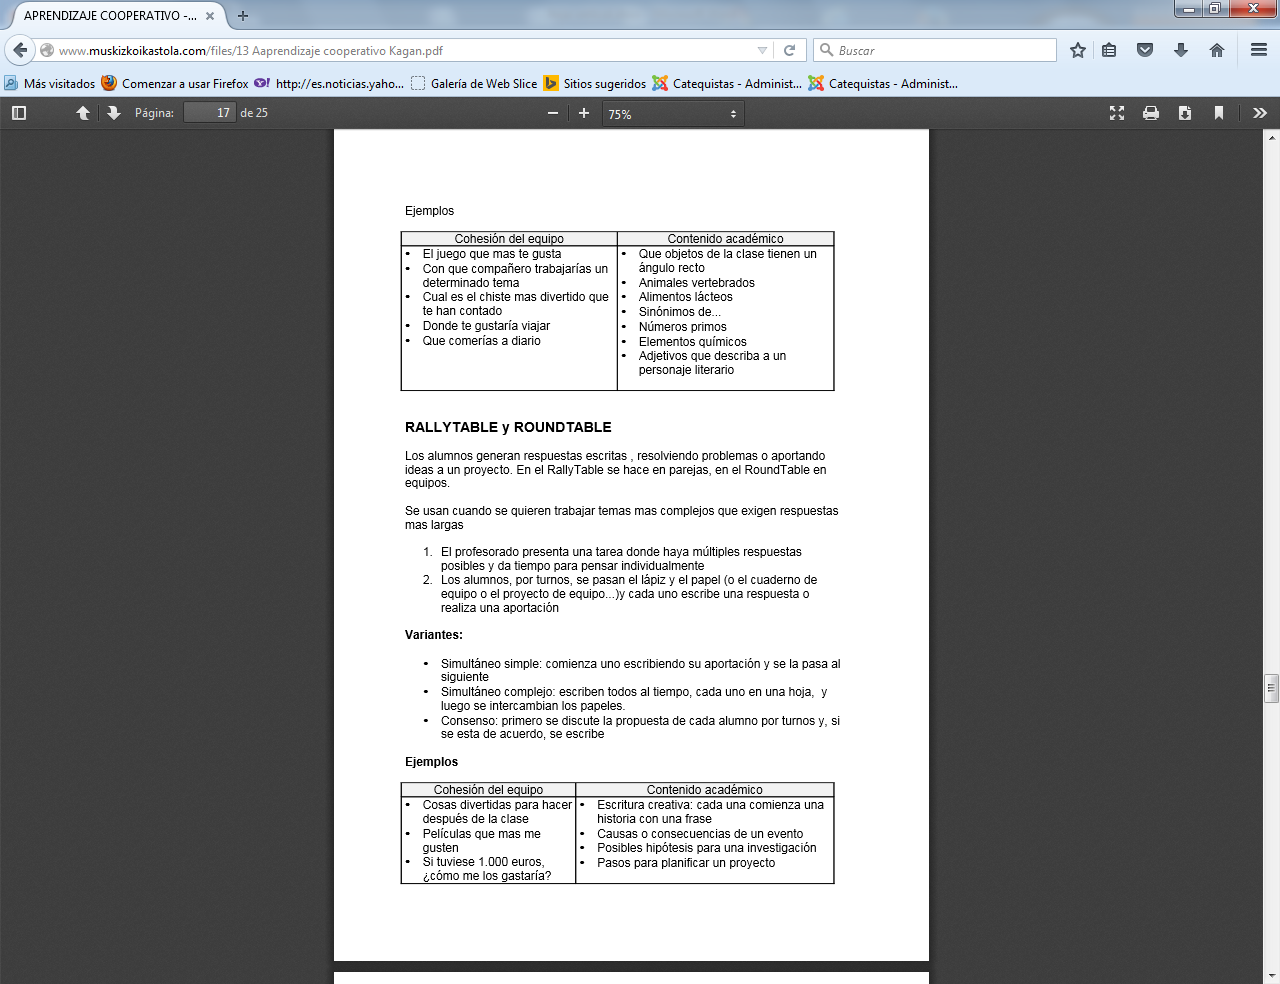 APRENDIZAJE COOPERATIVO -...
www.muskizkoikastola.com/files/13 Aaprendizaje cooperativo Kagan.pdf
Buscar
Más visitados Comenzar a usar Firefox http://es.noticias.yaho... Galería de Web Slice Sitios sugeridos Catequistas - Administ... Catequistas - Administ...
Página: 17 de 25 75%
Ejemplos
Cohesión del equipo
• El juego que mas te gusta
• Con que compañero trabajarías un
determinado tema
• Cual es el chiste mas divertido que
te han contado
• Donde te gustaría viajar
• Que comerías a diario
Contenido académico
• Que objetos de la clase tienen un
ángulo recto
• Animales vertebrados
• Alimentos lácteos
• Sinónimos de...
• Números primos
• Elementos químicos
• Adjetivos que describa a un
personaje literario
RALLYTABLE y ROUNDTABLE
Los alumnos generan respuestas escritas , resolviendo problemas o aportando
ideas a un proyecto. En el RallyTable se hace en parejas, en el RoundTable en
equipos.
Se usan cuando se quieren trabajar temas mas complejos que exigen respuestas
mas largas
1. El profesorado presenta una tarea donde haya múltiples respuestas
posibles y da tiempo para pensar individualmente
2. Los alumnos, por turnos, se pasan el lápiz y el papel (o el cuaderno de
equipo o el proyecto de equipo...)y cada uno escribe una respuesta o
realiza una aportación
Variantes:
• Simultáneo simple: comienza uno escribiendo su aportación y se la pasa al
siguiente
• Simultáneo complejo: escriben todos al tiempo, cada uno en una hoja, y
luego se intercambian los papeles.
• Consenso: primero se discute la propuesta de cada alumno por turnos y, si
se esta de acuerdo, se escribe
Ejemplos
Cohesión del equipo
• Cosas divertidas para hacer
después de la clase
• Películas que mas me
gusten
• Si tuviese 1.000 euros,
¿cómo me los gastaría?
Contenido académico
• Escritura creativa: cada una comienza una
historia con una frase
• Causas o consecuencias de un evento
• Posibles hipótesis para una investigación
• Pasos para planificar un proyecto